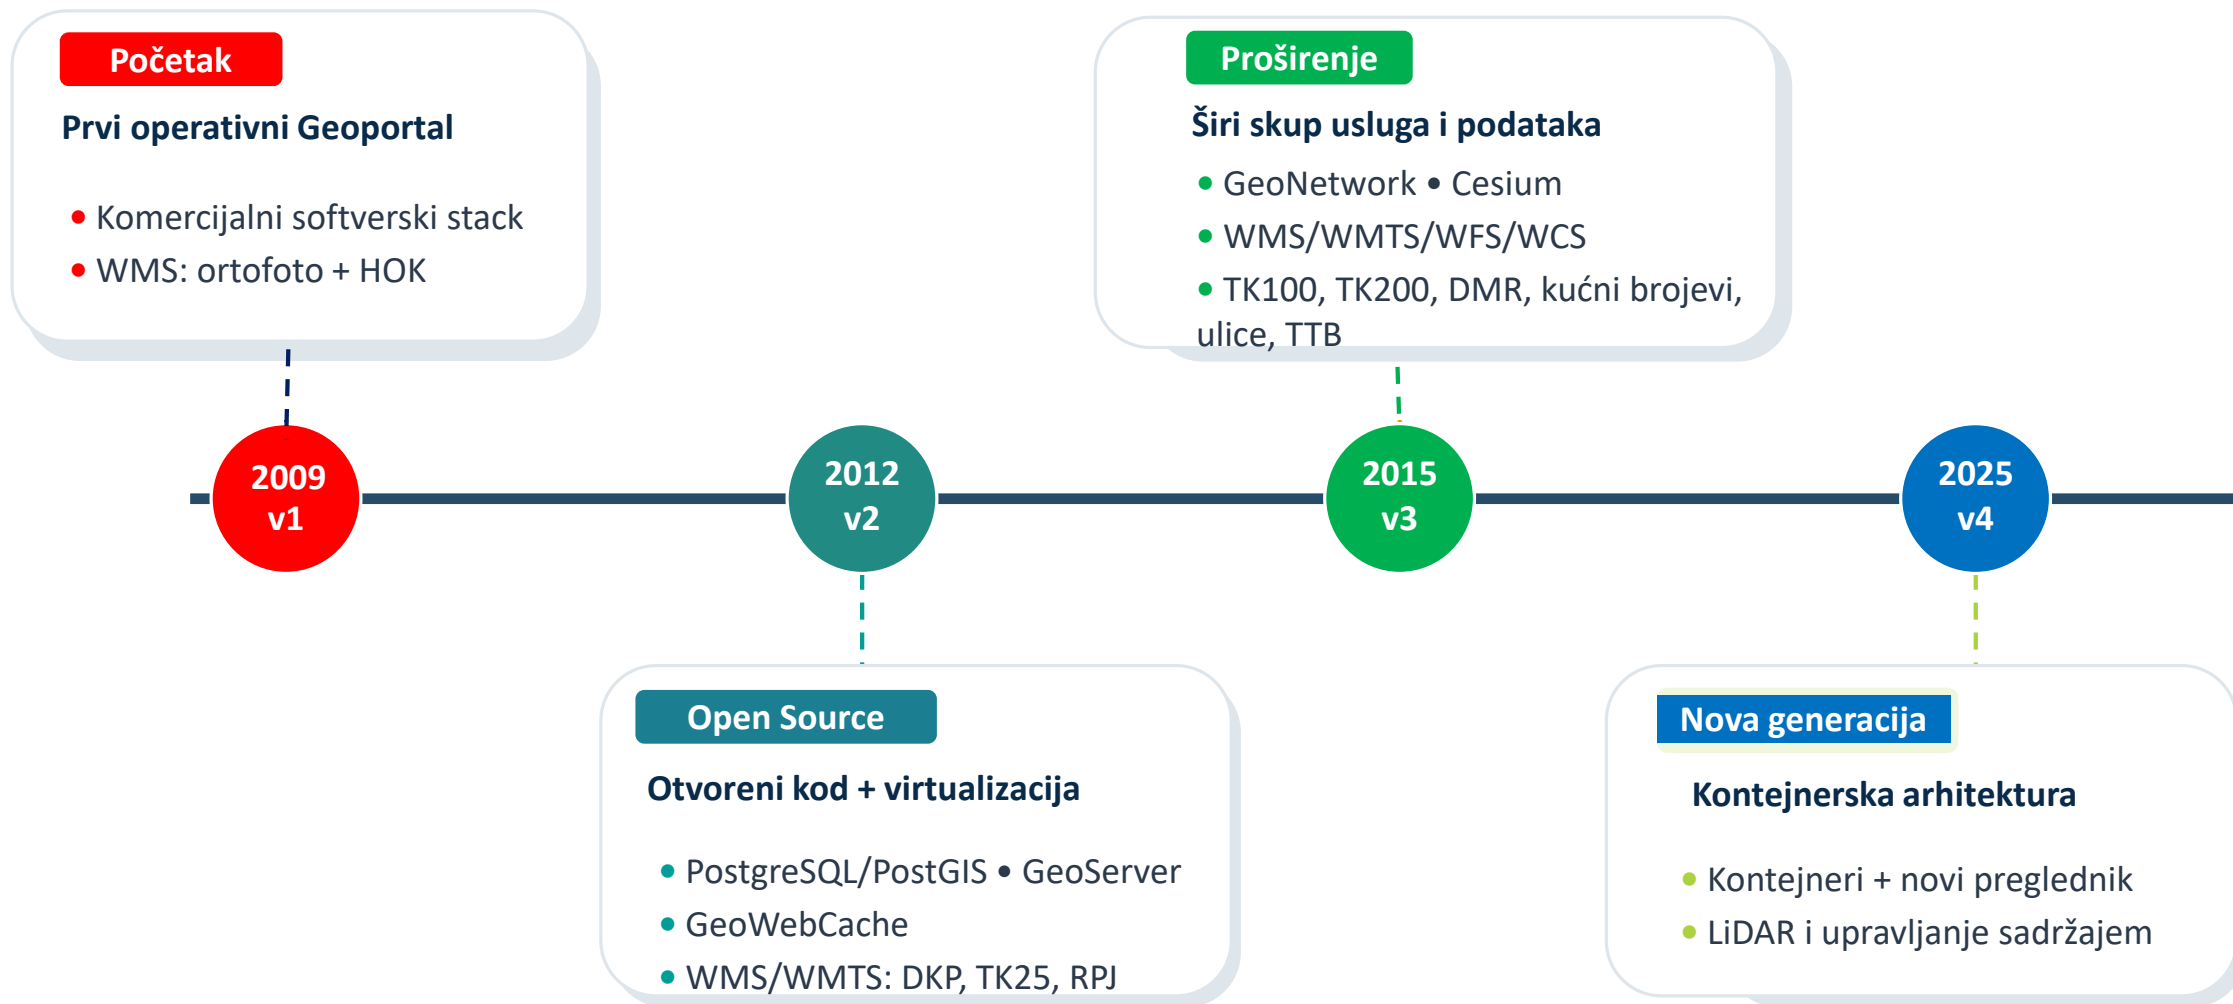 Početak
Prvi operativni Geoportal
• Komercijalni softverski stack
• WMS: ortofoto + HOK
Proširenje
Širi skup usluga i podataka
• GeoNetwork • Cesium
• WMS/WMTS/WFS/WCS
• TK100, TK200, DMR, kućni brojevi,
ulice, TTB
2009
v1
2012
v2
2015
v3
2025
v4
Open Source
Otvoreni kod + virtualizacija
• PostgreSQL/PostGIS • GeoServer
• GeoWebCache
• WMS/WMTS: DKP, TK25, RPJ
Nova generacija
Kontejnerska arhitektura
• Kontejneri + novi preglednik
• LiDAR i upravljanje sadržajem